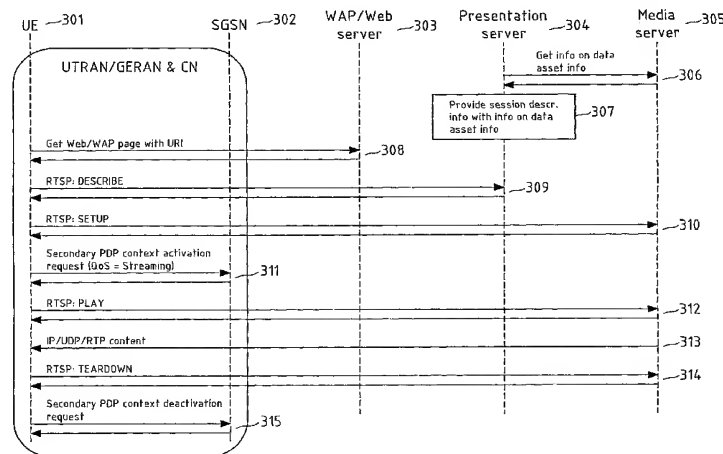 UE 301
SGSN 302
WAP/Web server 303
Presentation server 304
Media server 305
UTRAN/GERAN & CN
Get info on data
asset info
306
Provide session descr.
info with info on data
asset info
307
Get Web/WAP page with URI
308
RTSP: DESCRIBE
309
RTSP: SETUP
310
Secondary PDP context activation
request (QoS = Streaming)
311
RTSP: PLAY
312
IP/UDP/RTP content
313
RTSP: TEARDOWN
314
Secondary PDP context deactivation
request
315